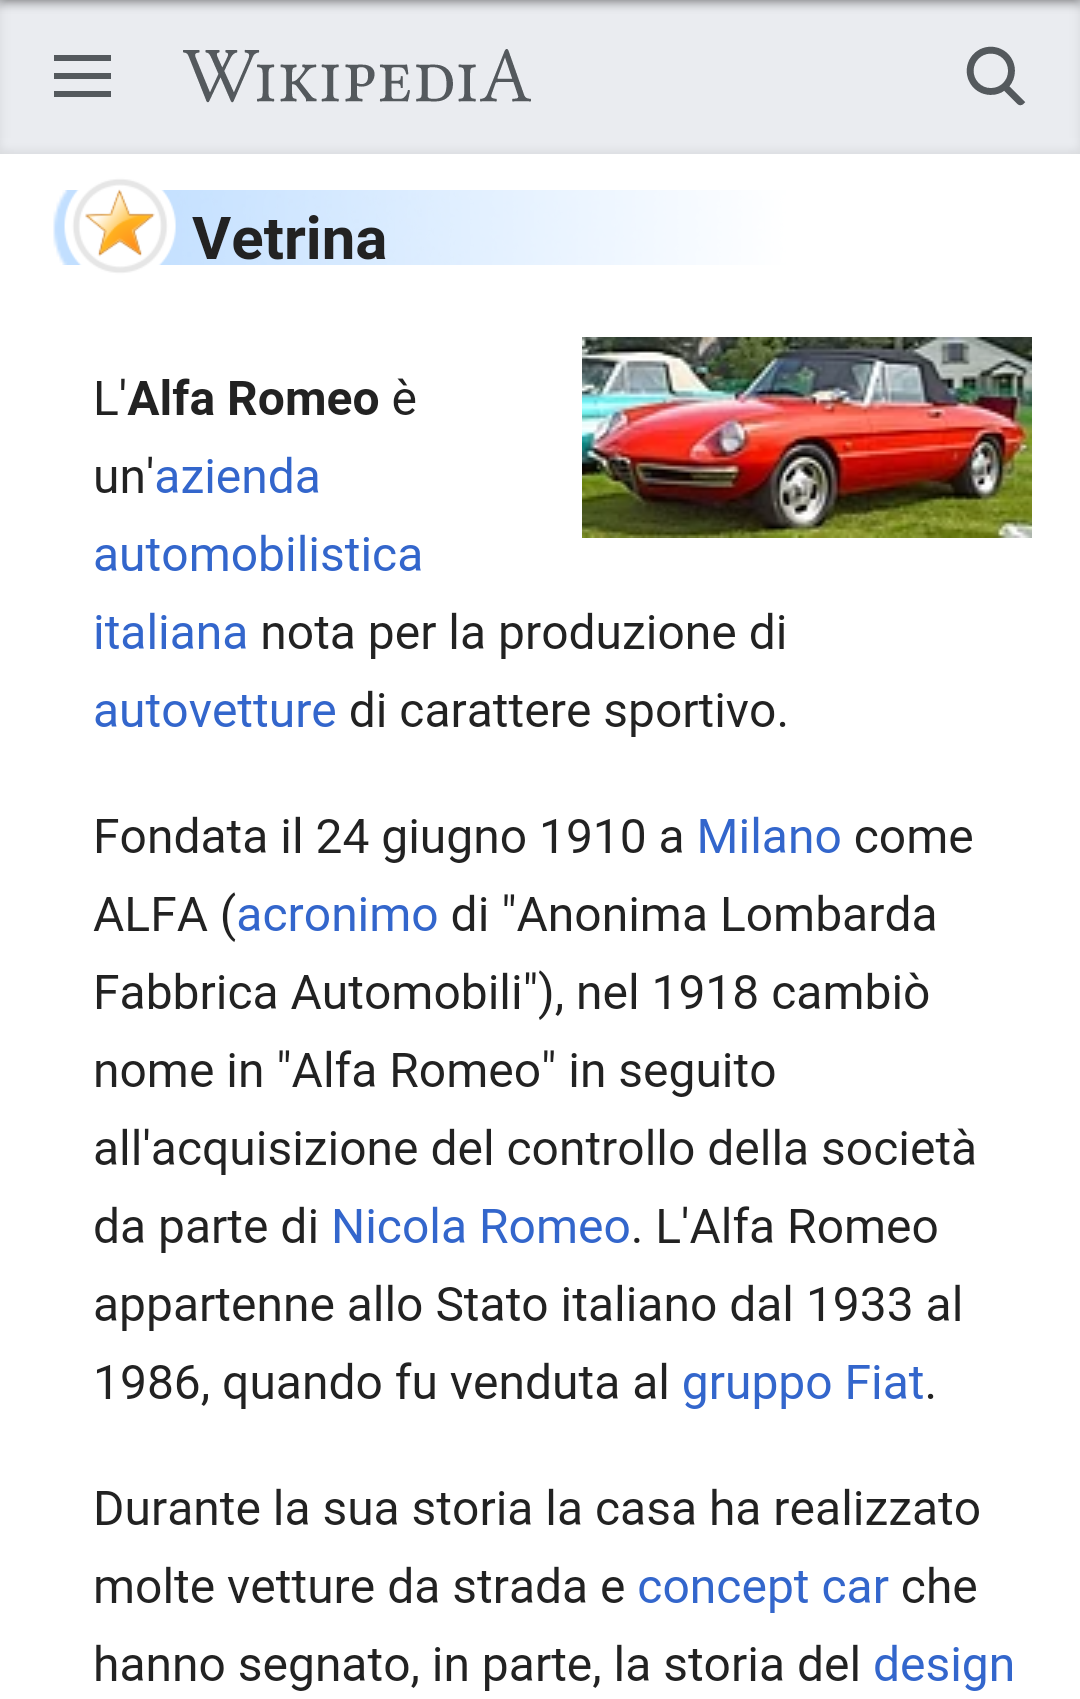 WIKIPEDIA
Vetrina
L'Alfa Romeo è
un'azienda
automobilistica
italiana nota per la produzione di
autovetture di carattere sportivo.
Fondata il 24 giugno 1910 a Milano come
ALFA (acronimo di "Anonima Lombarda
Fabbrica Automobili"), nel 1918 cambiò
nome in "Alfa Romeo" in seguito
all'acquisizione del controllo della società
da parte di Nicola Romeo. L'Alfa Romeo
appartenne allo Stato italiano dal 1933 al
1986, quando fu venduta al gruppo Fiat.
Durante la sua storia la casa ha realizzato
molte vetture da strada e concept car che
hanno segnato, in parte, la storia del design